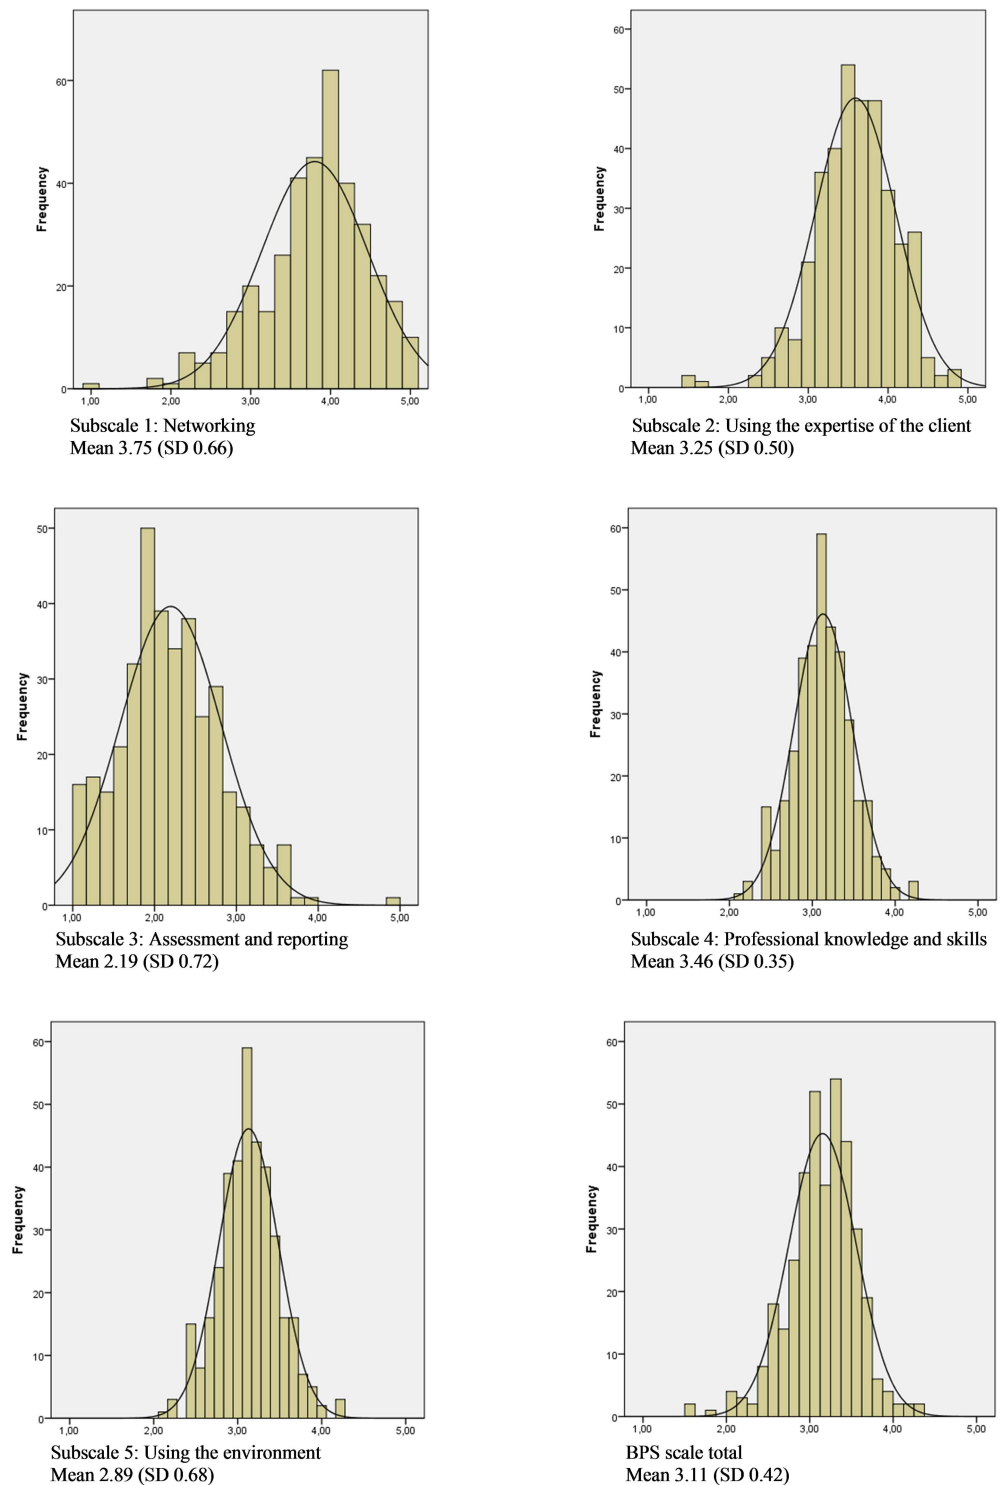 Frequency
60
40
20
0
1,00 2,00 3,00 4,00 5,00
Subscale 1: Networking
Mean 3.75 (SD 0.66)
Frequency
60
50
40
30
20
10
0
1,00 2,00 3,00 4,00 5,00
Subscale 2: Using the expertise of the client
Mean 3.25 (SD 0.50)
Frequency
50
40
30
20
10
0
1,00 2,00 3,00 4,00 5,00
Subscale 3: Assessment and reporting
Mean 2.19 (SD 0.72)
Frequency
60
50
40
30
20
10
0
1,00 2,00 3,00 4,00 5,00
Subscale 4: Professional knowledge and skills
Mean 3.46 (SD 0.35)
Frequency
60
50
40
30
20
10
0
1,00 2,00 3,00 4,00 5,00
Subscale 5: Using the environment
Mean 2.89 (SD 0.68)
Frequency
60
50
40
30
20
10
0
1,00 2,00 3,00 4,00 5,00
BPS scale total
Mean 3.11 (SD 0.42)